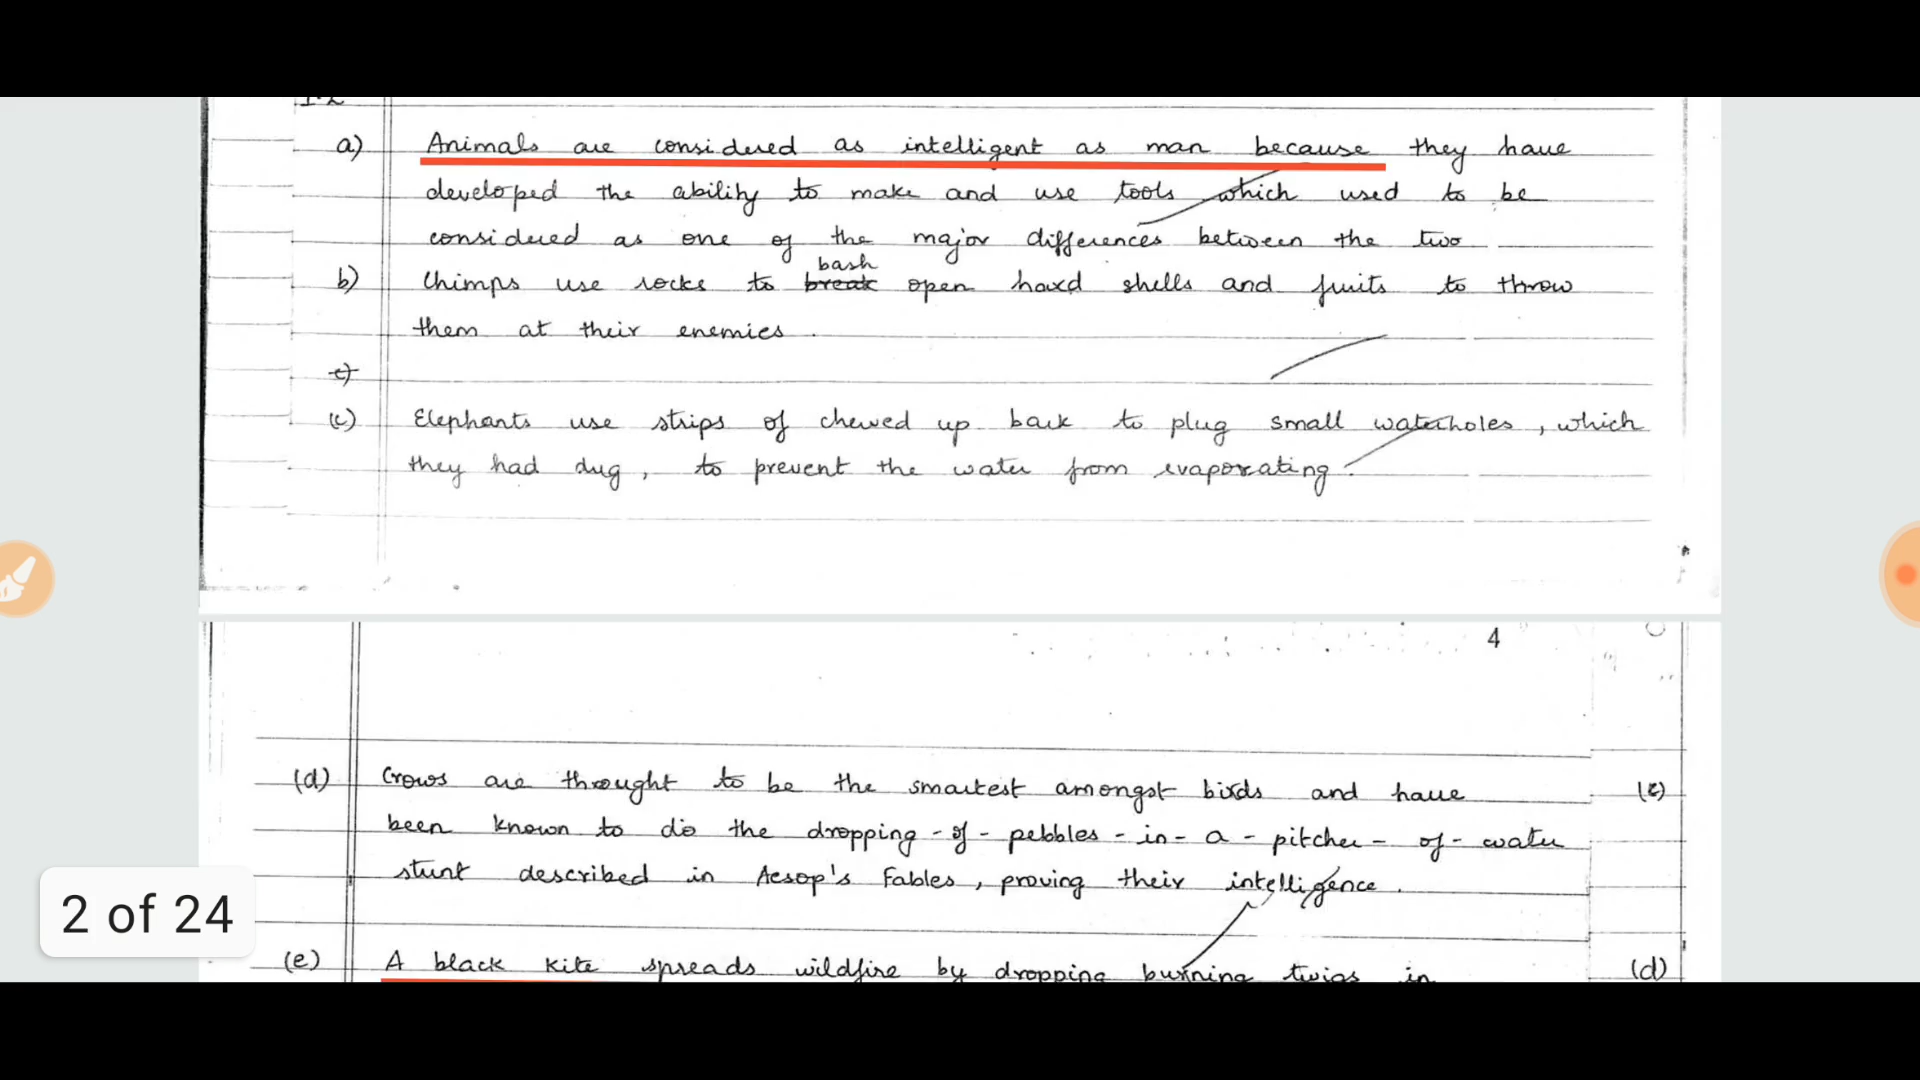 a) Animals are considered as intelligent as man because they have
developed the ability to make and use tools which used to be
considered as one of the major differences between the two
bash
b) Chimps use rocks to break open hard shells and fruits to throw
them at their enemies.
c)
(c) Elephants use strips of chewed up bark to plug small waterholes, which
they had dug, to prevent the water from evaporating.
4
(d) Crows are thought to be the smartest amongst birds and have
been known to do the dropping-of-pebbles-in-a-pitcher-of-water
stunt described in Aesop's Fables, proving their intelligence.
(e) A black kite spreads wildfire by dropping burning twigs in
(d)
2 of 24